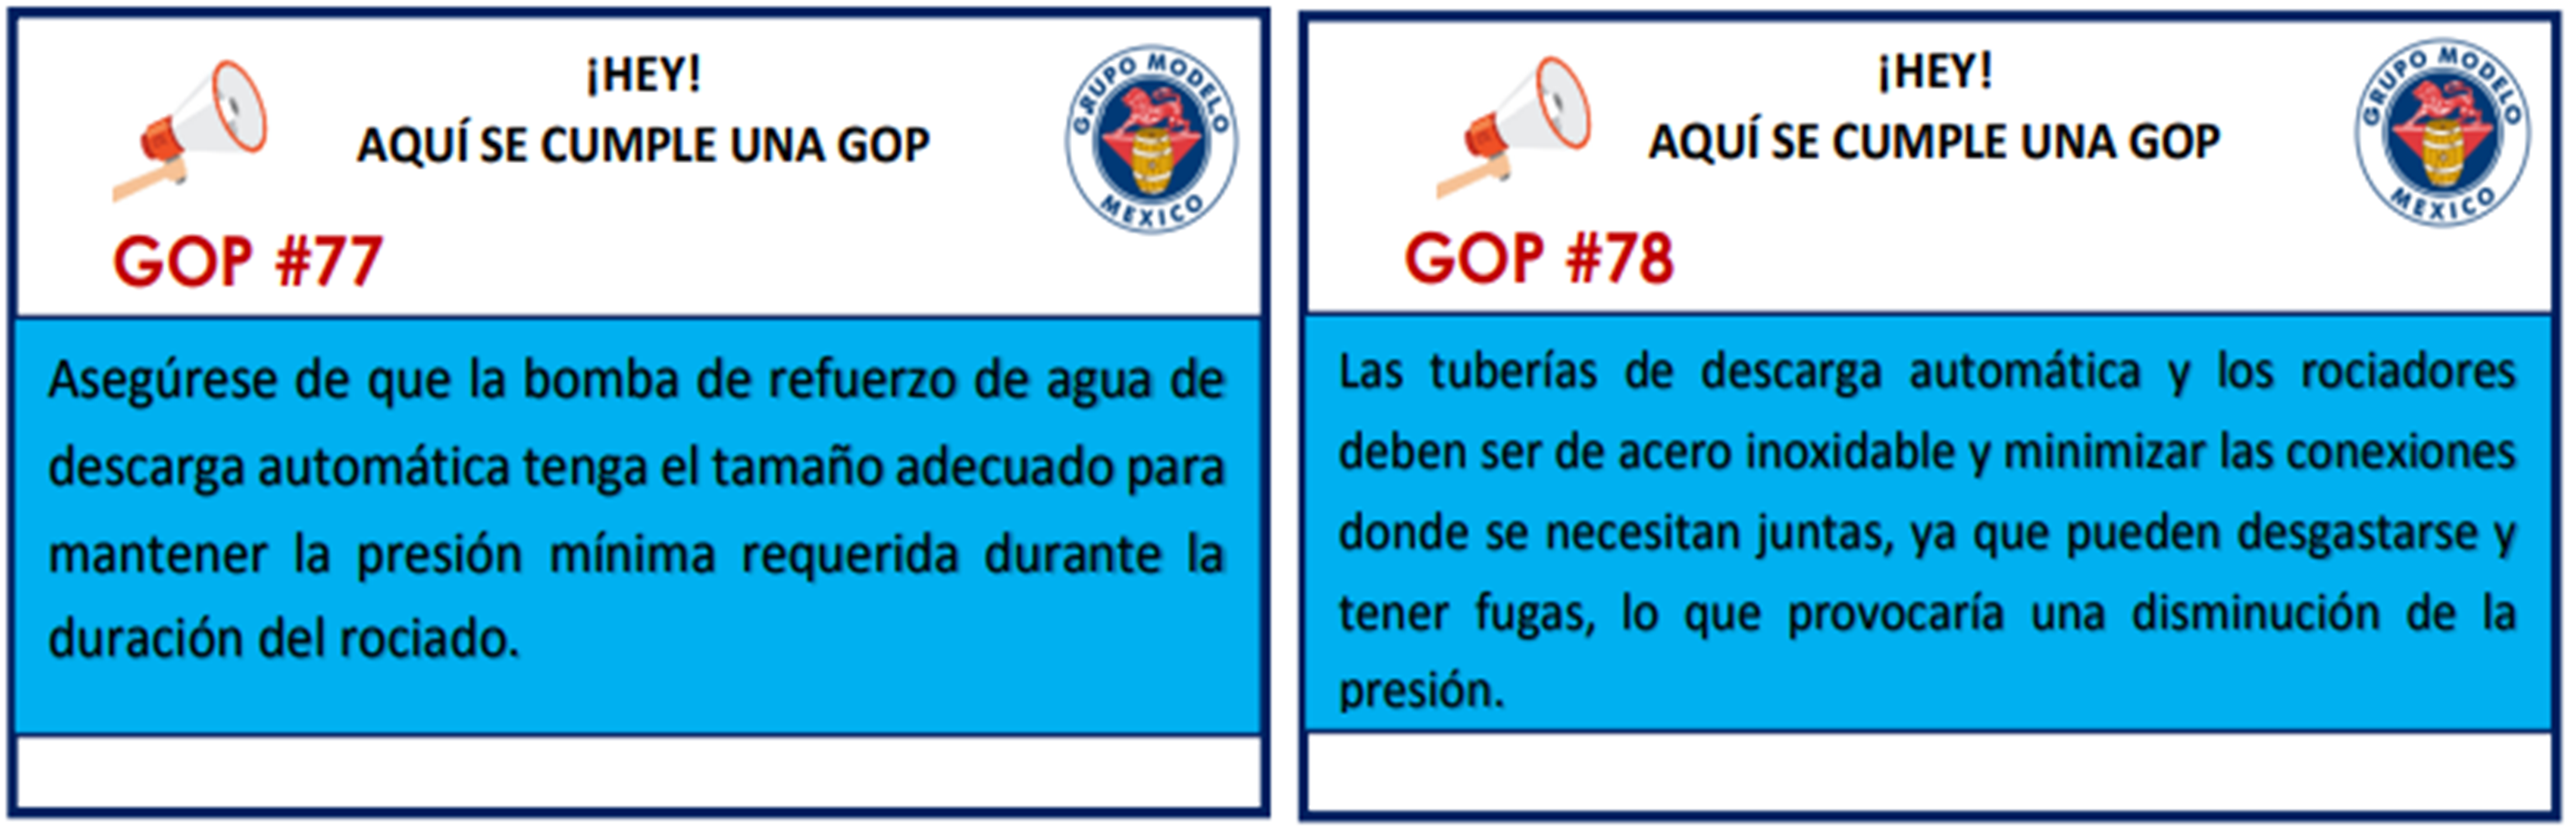 ¡HEY!
AQUÍ SE CUMPLE UNA GOP
GRUPO MODELO
MEXICO
GOP #77
Asegúrese de que la bomba de refuerzo de agua de
descarga automática tenga el tamaño adecuado para
mantener la presión mínima requerida durante la
duración del rociado.
¡HEY!
AQUÍ SE CUMPLE UNA GOP
GRUPO MODELO
MEXICO
GOP #78
Las tuberías de descarga automática y los rociadores
deben ser de acero inoxidable y minimizar las conexiones
donde se necesitan juntas, ya que pueden desgastarse y
tener fugas, lo que provocaría una disminución de la
presión.